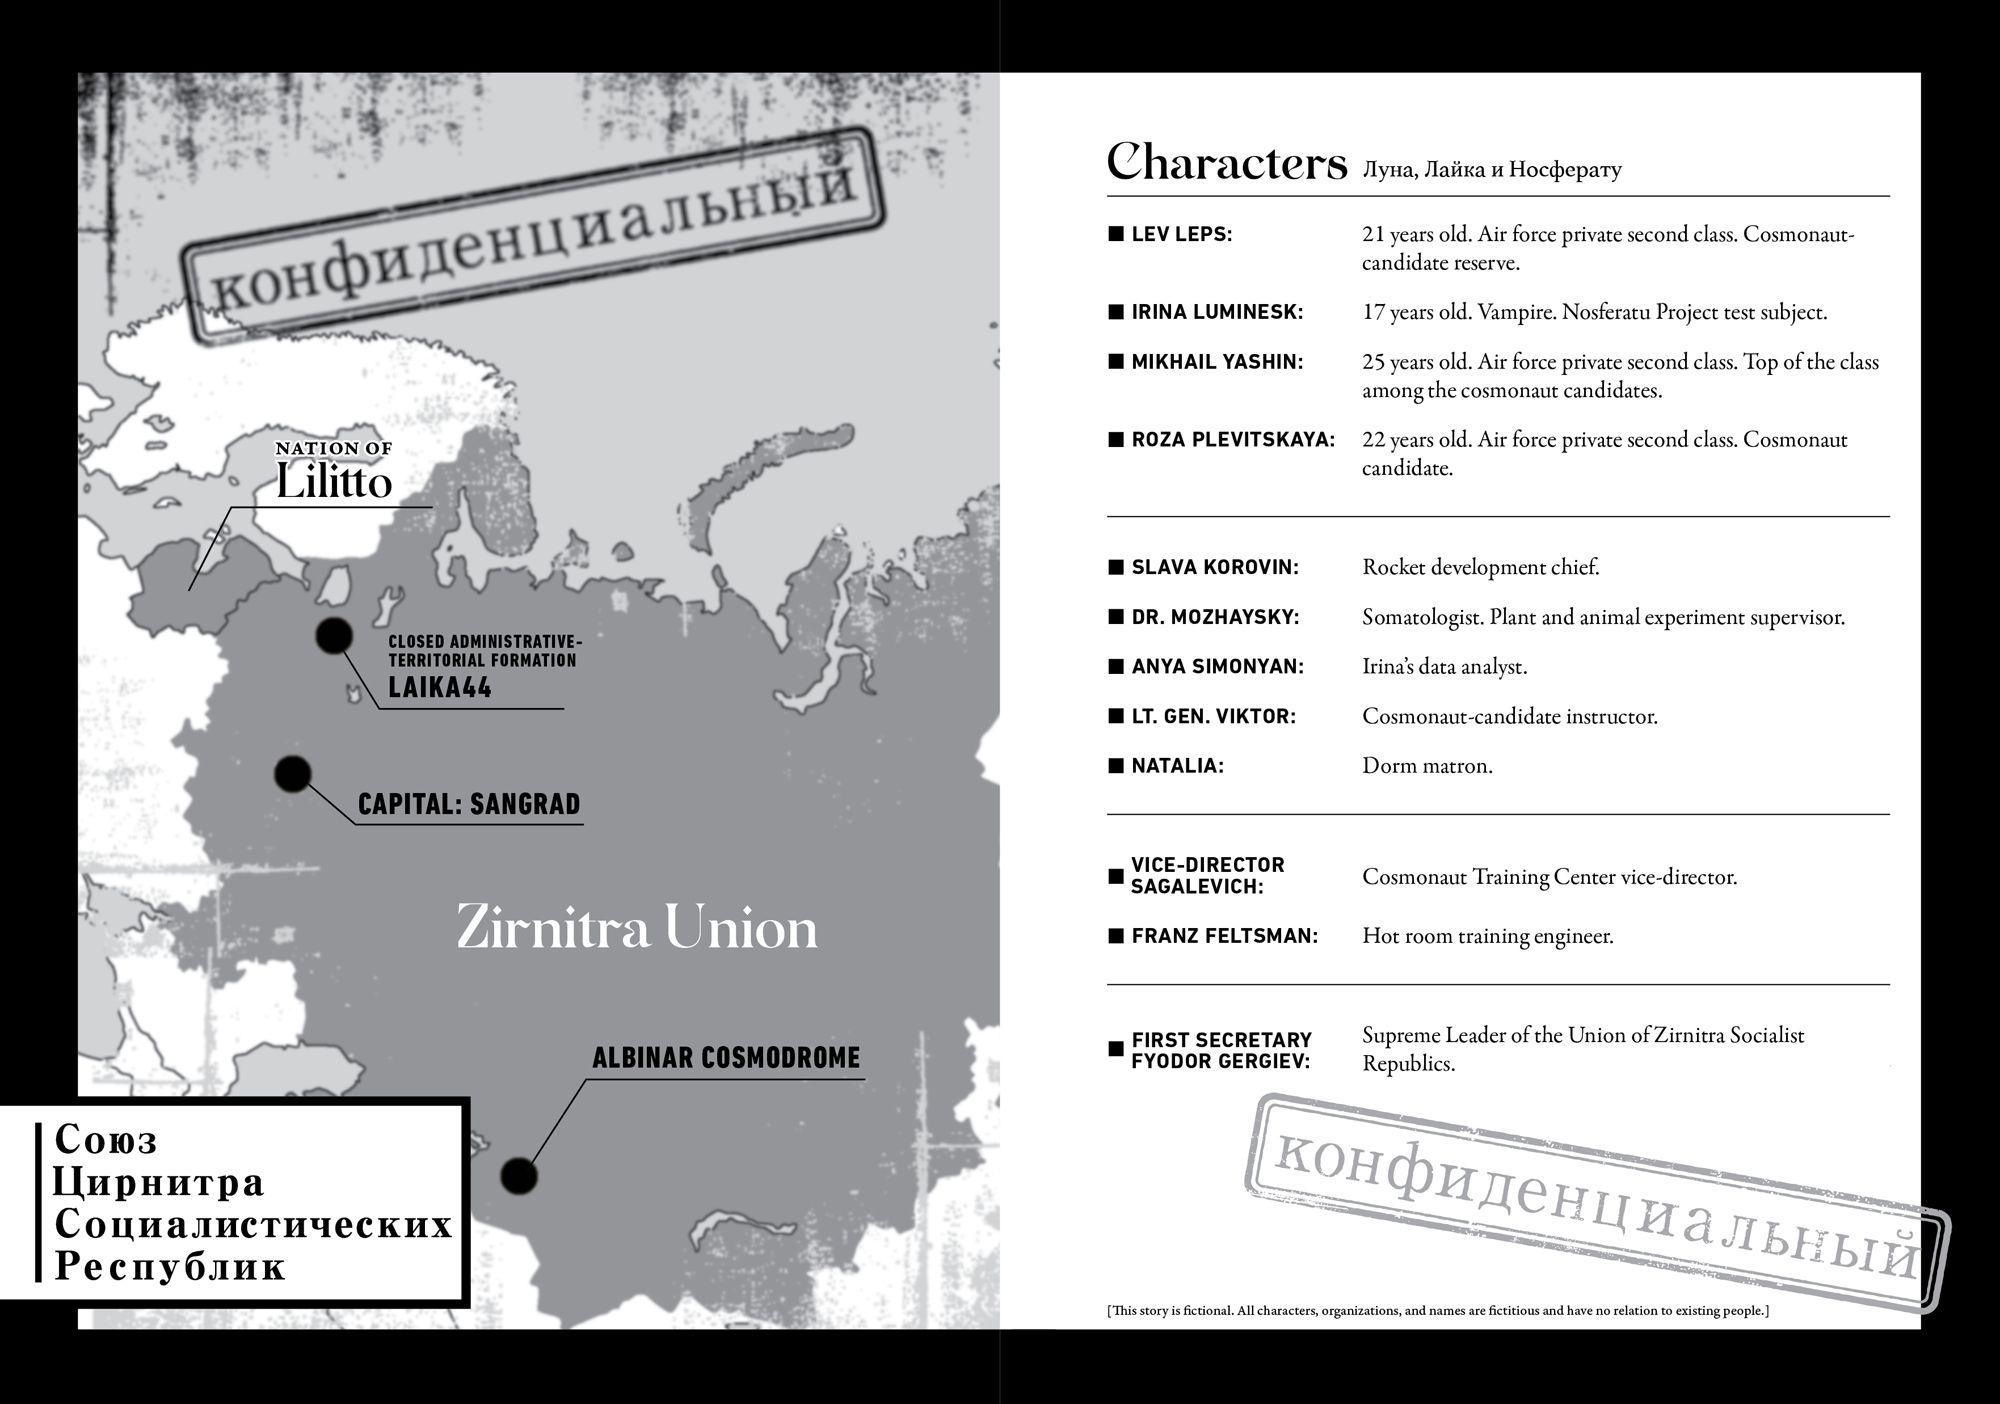 конфиденциальный
NATION OF
Lilitto
CLOSED ADMINISTRATIVE-
TERRITORIAL FORMATION
LAIKA44
CAPITAL: SANGRAD
Zirnitra Union
ALBINAR COSMODROME
Союз
Цирнитра
Социалистических
Республик
Characters Луна, Лайка и Носферату
■ LEV LEPS: 21 years old. Air force private second class. Cosmonaut-
candidate reserve.
■ IRINA LUMINESK: 17 years old. Vampire. Nosferatu Project test subject.
■ MIKHAIL YASHIN: 25 years old. Air force private second class. Top of the class
among the cosmonaut candidates.
■ ROZA PLEVITSKAYA: 22 years old. Air force private second class. Cosmonaut
candidate.
■ SLAVA KOROVIN: Rocket development chief.
■ DR. MOZHAYSKY: Somatologist. Plant and animal experiment supervisor.
■ ANYA SIMONYAN: Irina’s data analyst.
■ LT. GEN. VIKTOR: Cosmonaut-candidate instructor.
■ NATALIA: Dorm matron.
■ VICE-DIRECTOR
SAGALEVICH: Cosmonaut Training Center vice-director.
■ FRANZ FELTSMAN: Hot room training engineer.
■ FIRST SECRETARY
FYODOR GERGIEV: Supreme Leader of the Union of Zirnitra Socialist
Republics.
конфиденциальный
[This story is fictional. All characters, organizations, and names are fictitious and have no relation to existing people.]